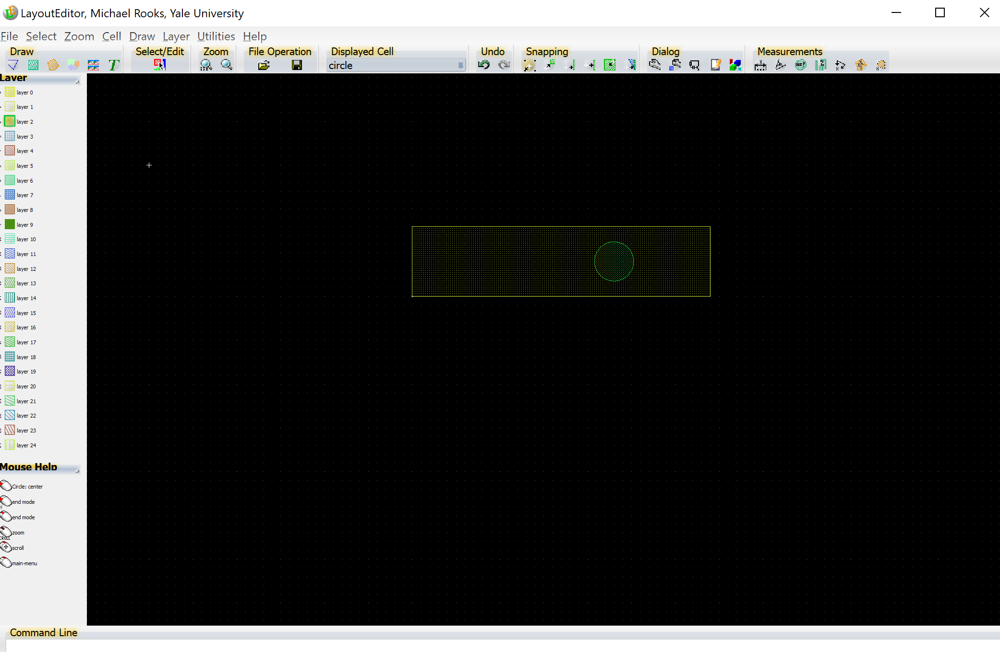 LayoutEditor, Michael Rooks, Yale University
File Select Zoom Cell Draw Layer Utilities Help
Draw Select/Edit Zoom File Operation Displayed Cell Undo Snapping Dialog Measurements
circle
Layer
layer 0
layer 1
layer 2
layer 3
layer 4
layer 5
layer 6
layer 7
layer 8
layer 9
layer 10
layer 11
layer 12
layer 13
layer 14
layer 15
layer 16
layer 17
layer 18
layer 19
layer 20
layer 21
layer 22
layer 23
layer 24
Mouse Help
Circle: center
end mode
end mode
zoom
scroll
main-menu
Command Line